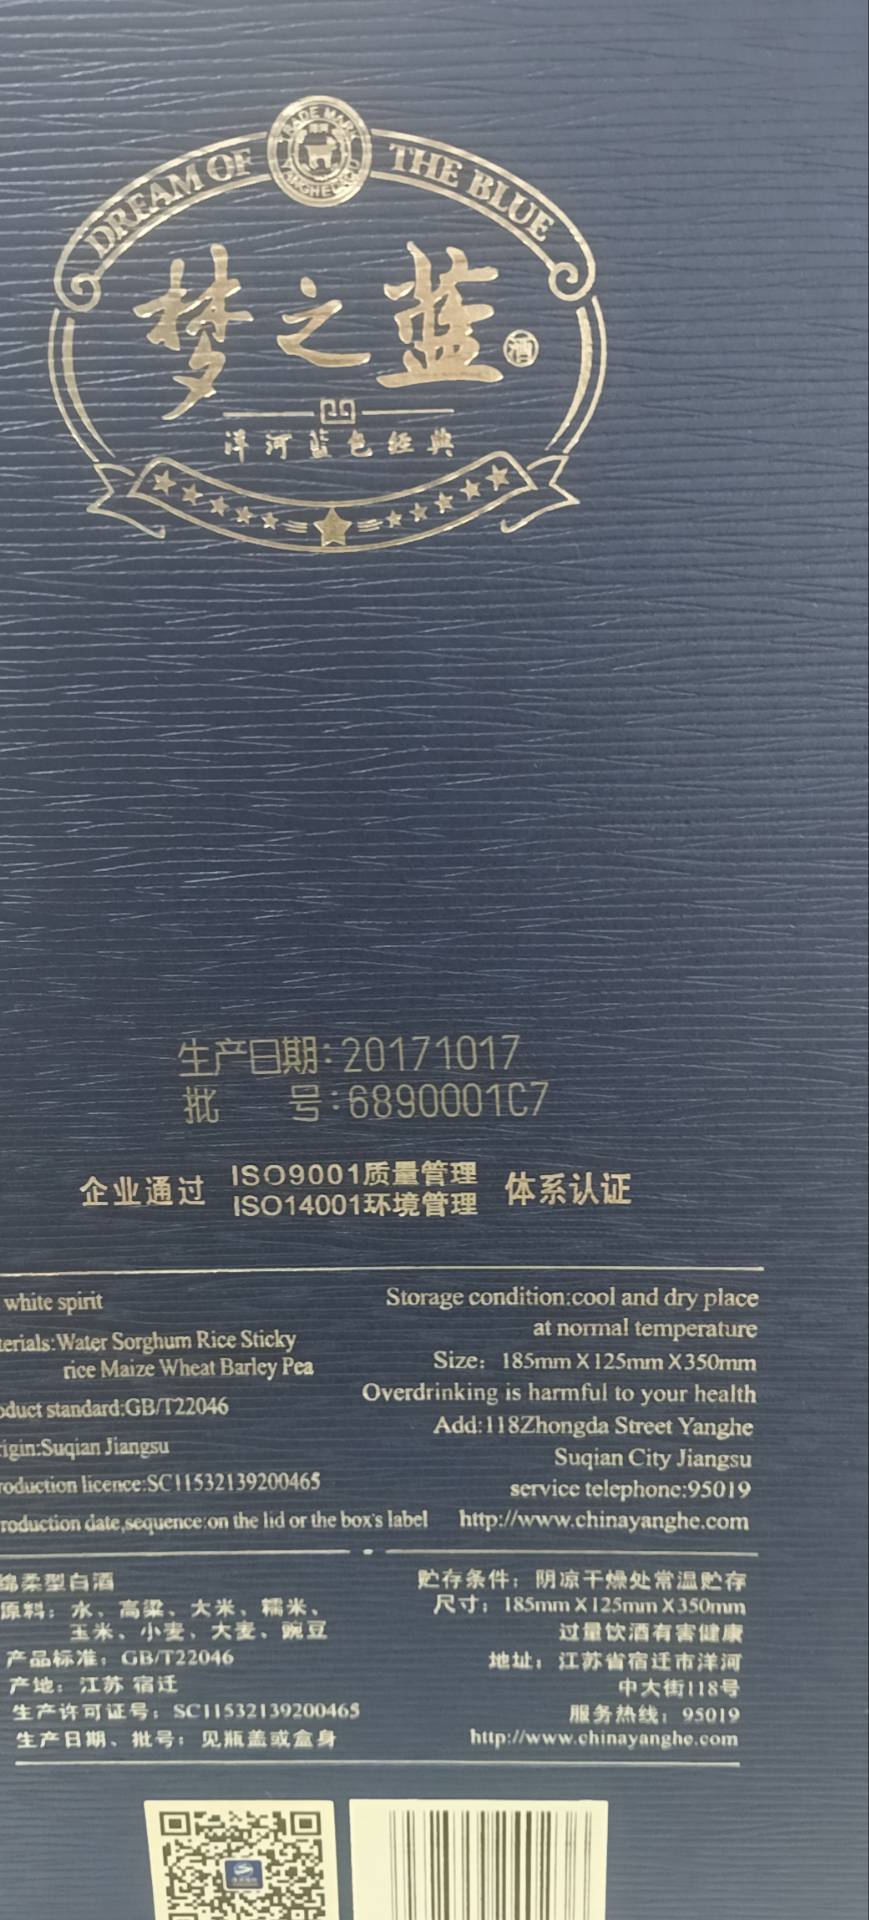 TRADE MARK
DREAM OF THE BLUE
梦之蓝
酒
洋河蓝色经典
生产日期:20171017
批 号:6890001C7
企业通过 ISO9001质量管理 体系认证
ISO14001环境管理
white spirit
Storage condition:cool and dry place
at normal temperature
terials:Water Sorghum Rice Sticky
rice Maize Wheat Barley Pea
Size: 185mm X 125mm X 350mm
Overdrinking is harmful to your health
oduct standard:GB/T22046
Add:118Zhongda Street Yanghe
rigin:Suqian Jiangsu
Suqian City Jiangsu
roduction licence:SC11532139200465
service telephone:95019
roduction date,sequence:on the lid or the box's label
http://www.chinayanghe.com
绵柔型白酒
贮存条件: 阴凉干燥处常温贮存
原料: 水、高粱、大米、糯米、
尺寸: 185mm X 125mm X 350mm
玉米、小麦、大麦、豌豆
过量饮酒有害健康
产品标准: GB/T22046
地址: 江苏省宿迁市洋河
产地: 江苏 宿迁
中大街118号
生产许可证号: SC11532139200465
服务热线: 95019
生产日期、批号: 见瓶盖或盒身
http://www.chinayanghe.com